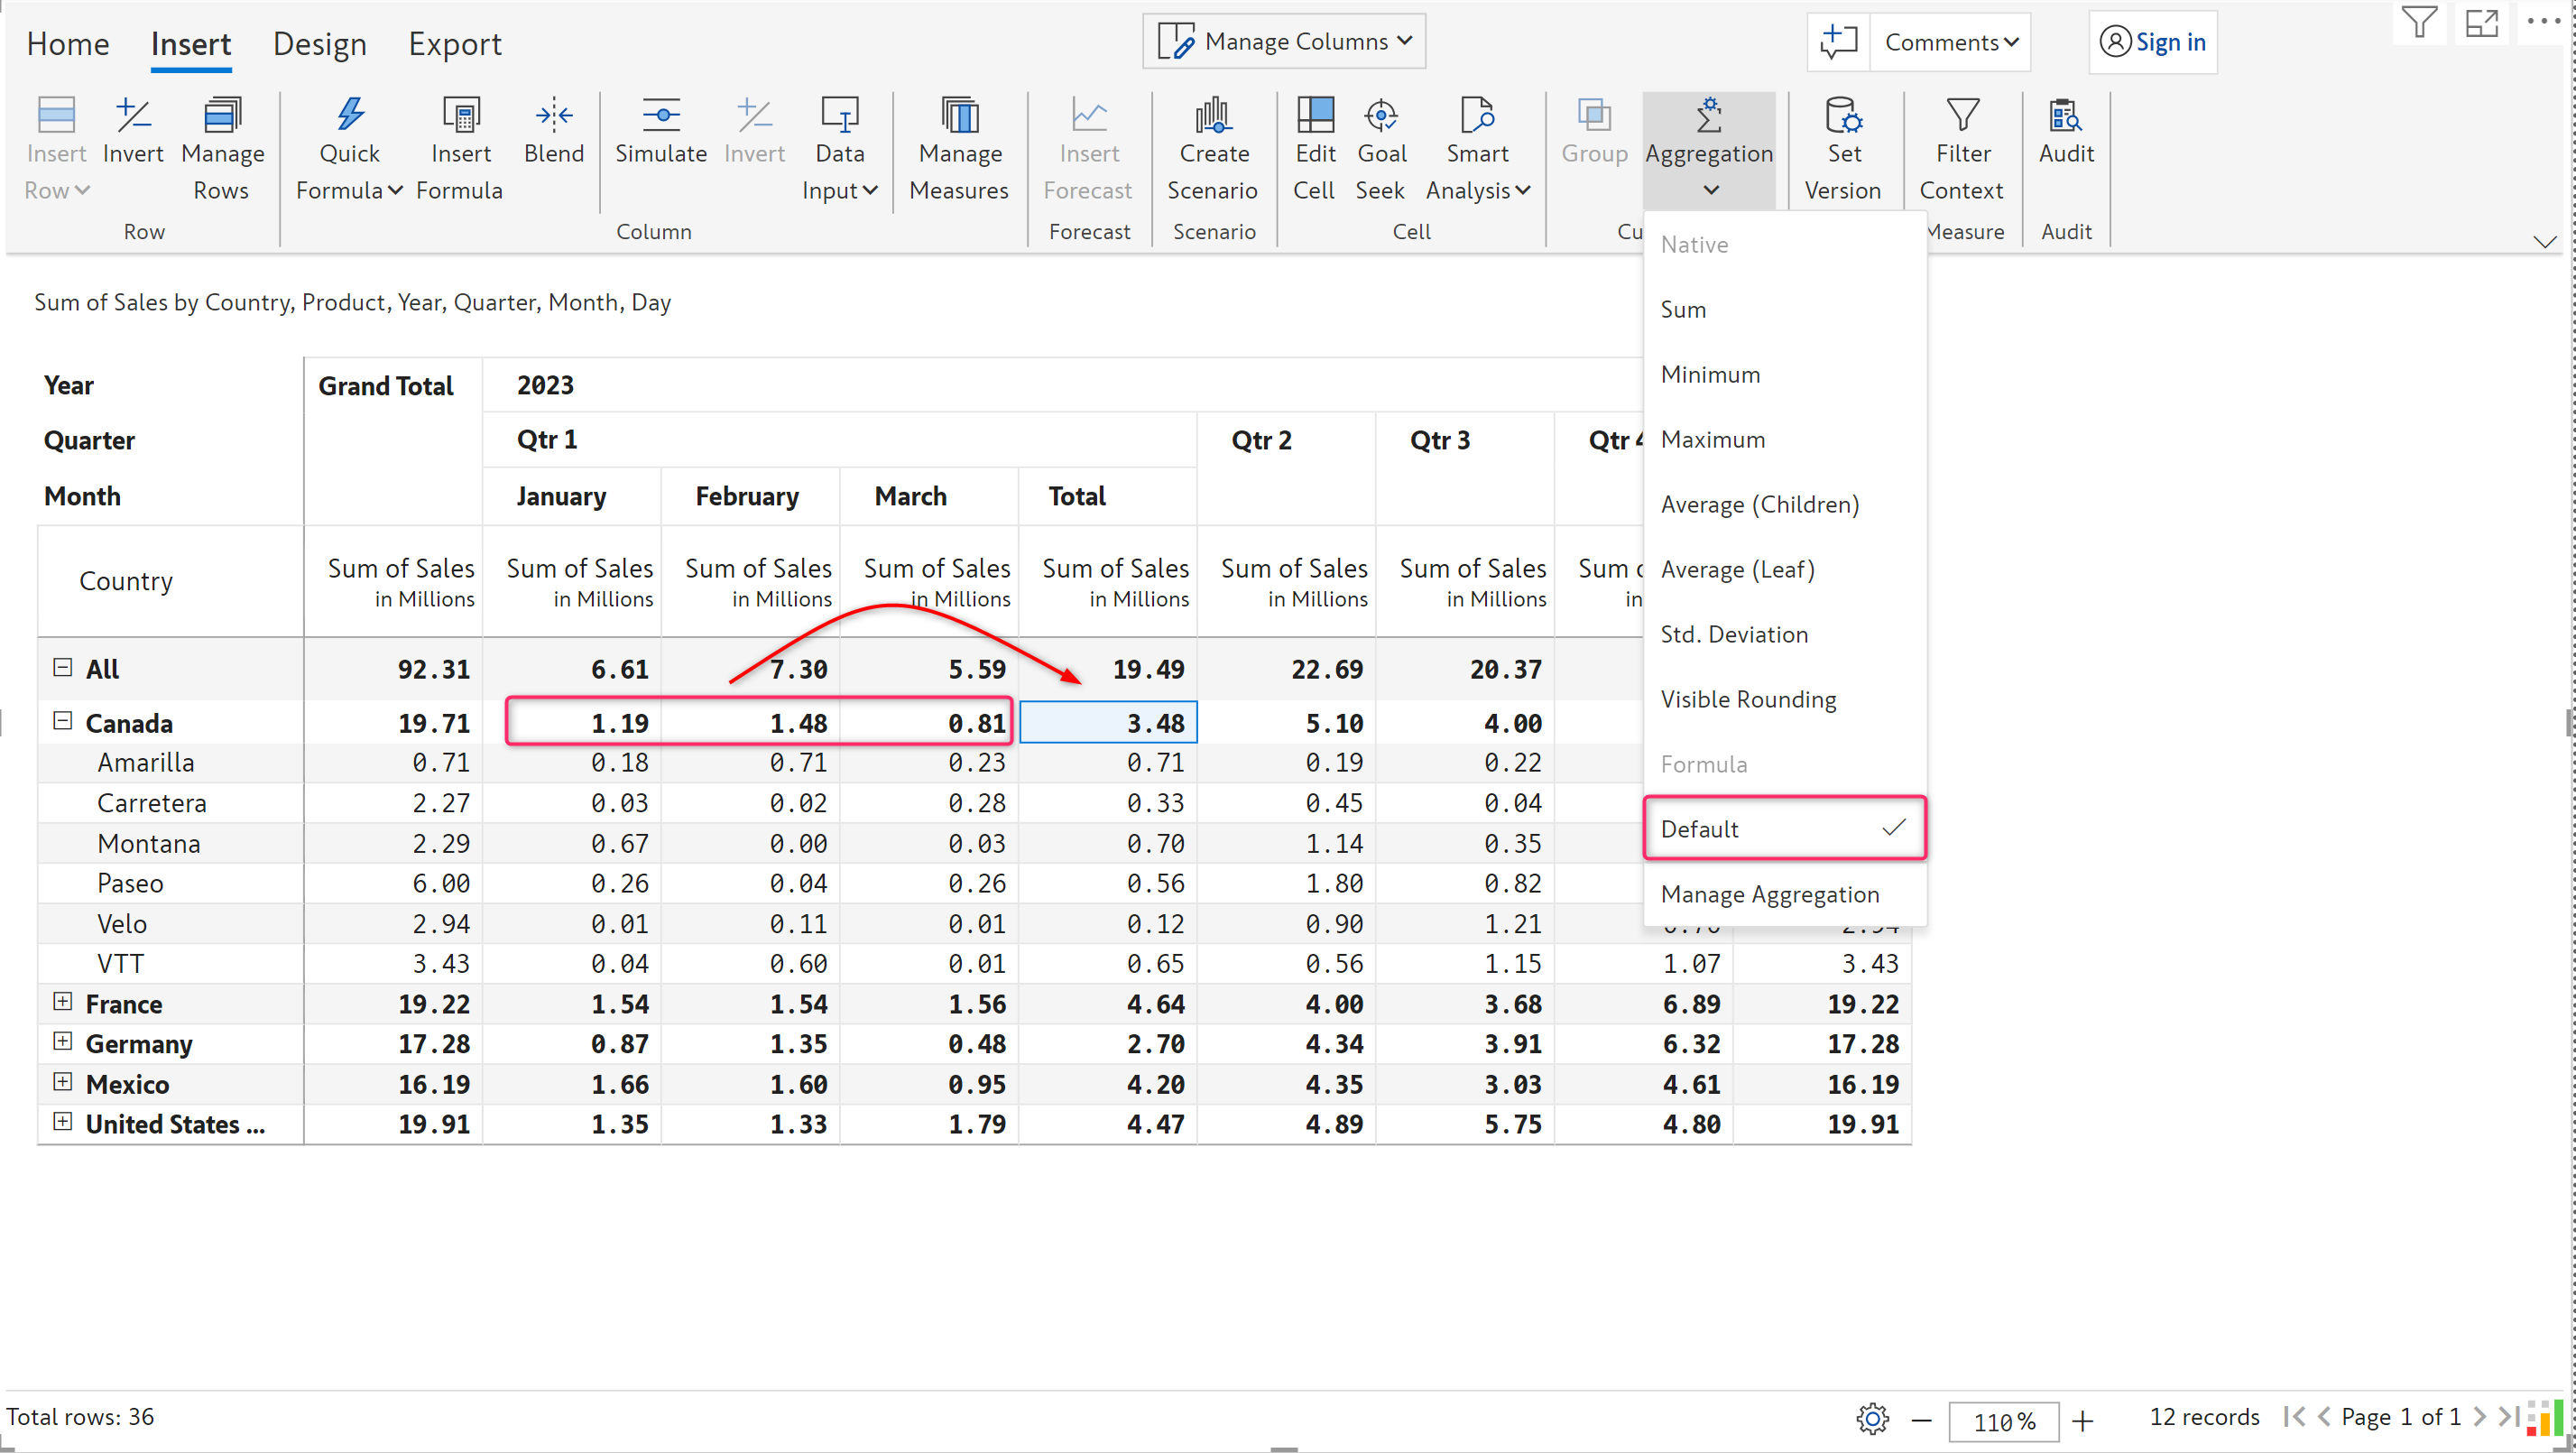 Home Insert Design Export Manage Columns Comments Sign in
Insert Row Invert Manage Rows Quick Formula Insert Formula Blend Simulate Invert Data Input Manage Measures Insert Forecast Create Scenario Edit Cell Goal Seek Smart Analysis Group Aggregation Set Version Filter Context Audit
Row Column Forecast Scenario Cell Cu Measure Audit
Native
Sum
Minimum
Maximum
Average (Children)
Average (Leaf)
Std. Deviation
Visible Rounding
Formula
Default
Manage Aggregation
Sum of Sales by Country, Product, Year, Quarter, Month, Day
Year Grand Total 2023
Quarter Qtr 1 Qtr 2 Qtr 3 Qtr 4
Month January February March Total
Country Sum of Sales in Millions Sum of Sales in Millions Sum of Sales in Millions Sum of Sales in Millions Sum of Sales in Millions Sum of Sales in Millions Sum of Sales in Millions Sum in
All 92.31 6.61 7.30 5.59 19.49 22.69 20.37
Canada 19.71 1.19 1.48 0.81 3.48 5.10 4.00
Amarilla 0.71 0.18 0.71 0.23 0.71 0.19 0.22
Carretera 2.27 0.03 0.02 0.28 0.33 0.45 0.04
Montana 2.29 0.67 0.00 0.03 0.70 1.14 0.35
Paseo 6.00 0.26 0.04 0.26 0.56 1.80 0.82
Velo 2.94 0.01 0.11 0.01 0.12 0.90 1.21
VTT 3.43 0.04 0.60 0.01 0.65 0.56 1.15 1.07 3.43
France 19.22 1.54 1.54 1.56 4.64 4.00 3.68 6.89 19.22
Germany 17.28 0.87 1.35 0.48 2.70 4.34 3.91 6.32 17.28
Mexico 16.19 1.66 1.60 0.95 4.20 4.35 3.03 4.61 16.19
United States ... 19.91 1.35 1.33 1.79 4.47 4.89 5.75 4.80 19.91
Total rows: 36 110 % 12 records Page 1 of 1